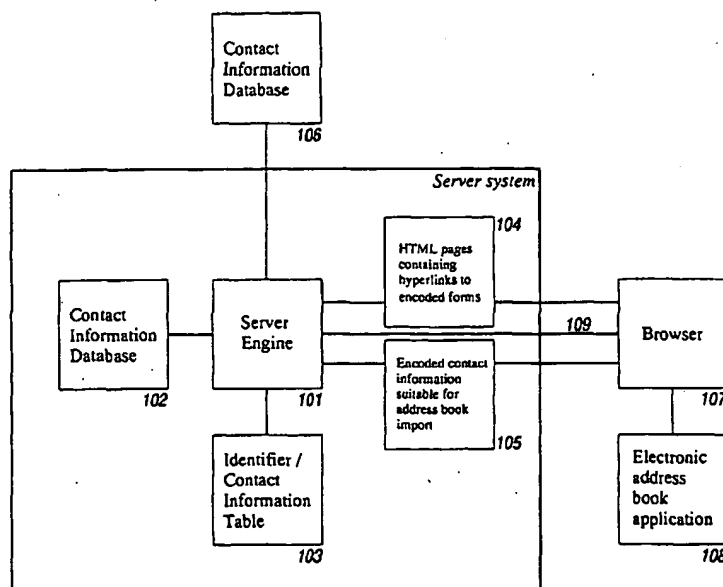 Contact
Information
Database
106
Server system
104
HTML pages
containing
hyperlinks to
encoded forms
Contact
Information
Database
102
Server
Engine
101
109
Browser
107
Encoded contact
information
suitable for
address book
import
105
Identifier /
Contact
Information
Table
103
Electronic
address
book
application
108